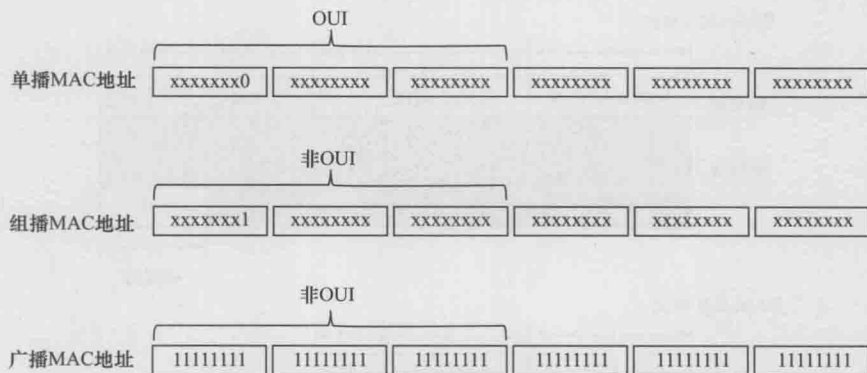 OUI
单播MAC地址 xxxxxxx0 xxxxxxxx xxxxxxxx xxxxxxxx xxxxxxxx xxxxxxxx
非OUI
组播MAC地址 xxxxxxx1 xxxxxxxx xxxxxxxx xxxxxxxx xxxxxxxx xxxxxxxx
非OUI
广播MAC地址 11111111 11111111 11111111 11111111 11111111 11111111